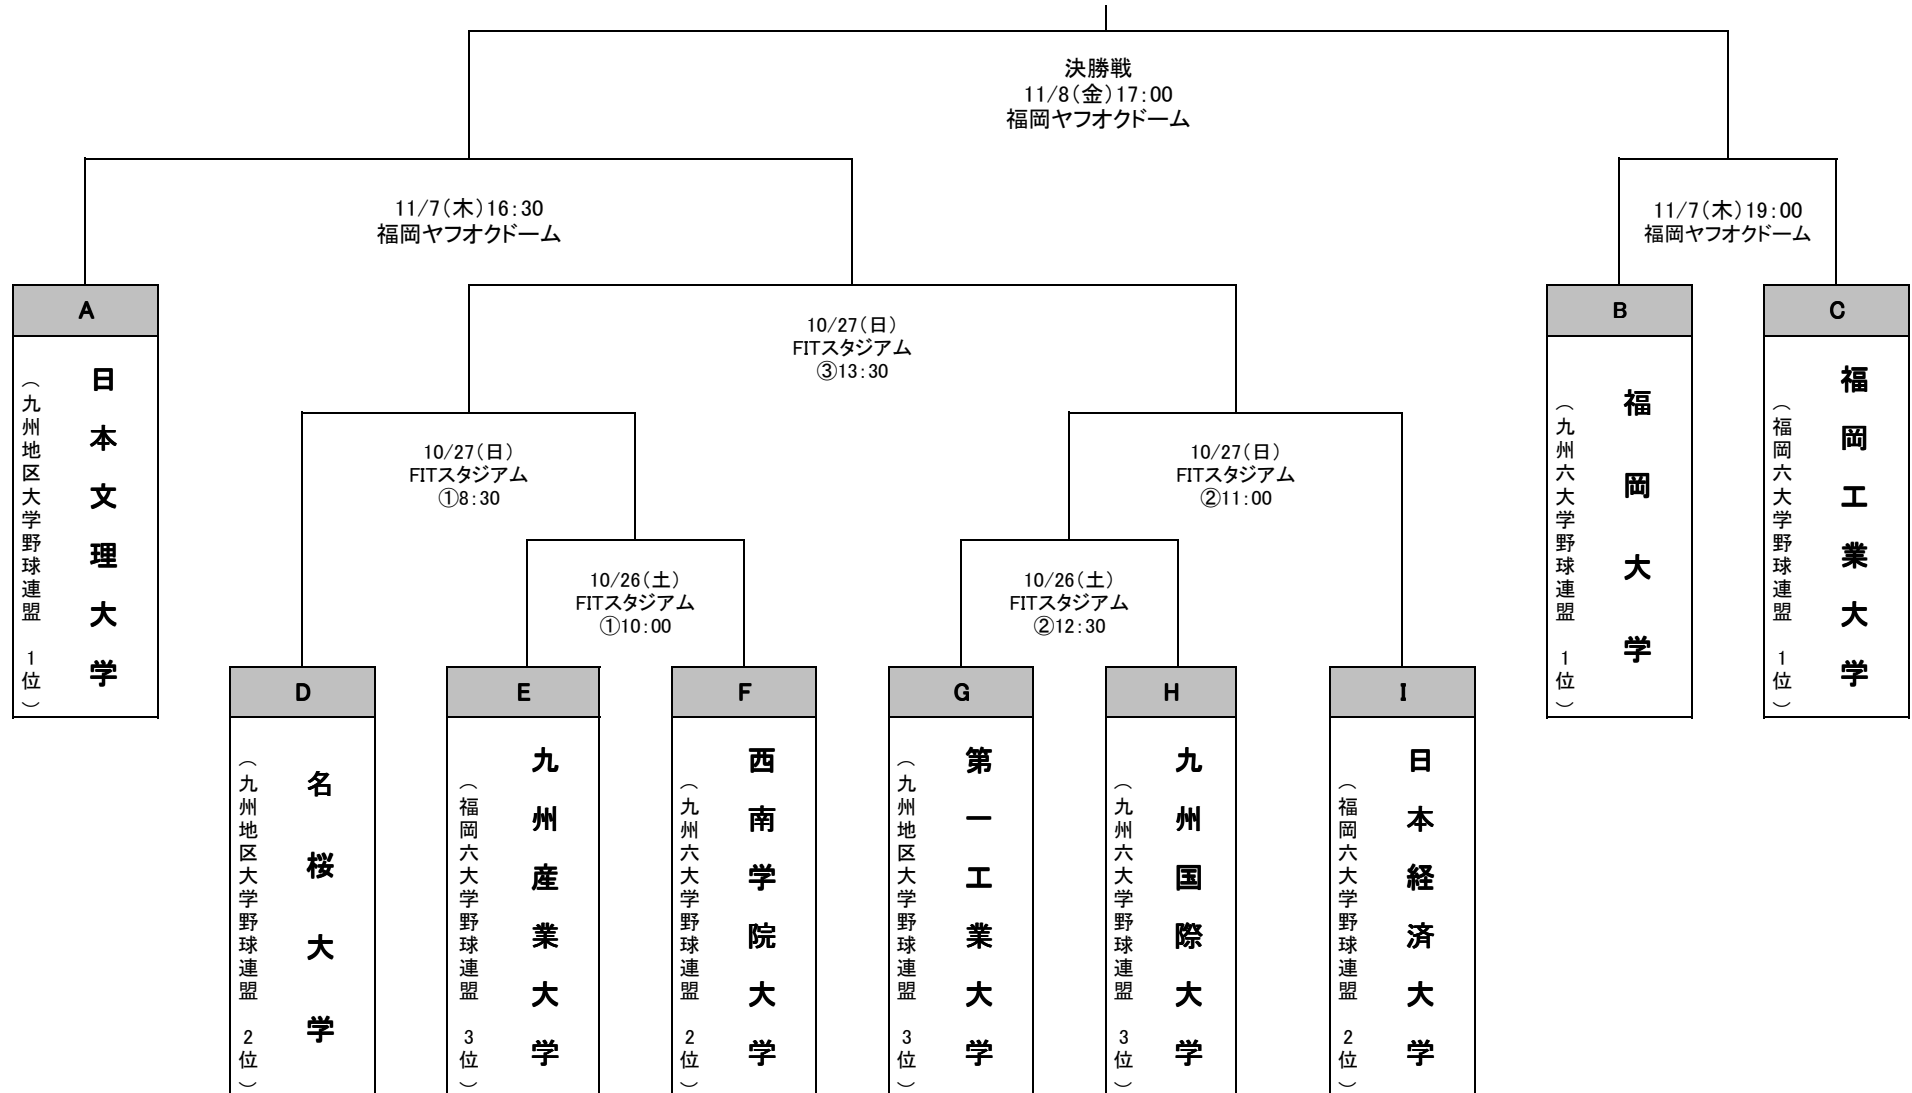 決勝戦
11/8(金)17:00
福岡ヤフオクドーム
11/7(木)16:30
福岡ヤフオクドーム
11/7(木)19:00
福岡ヤフオクドーム
A
日本文理大学
(九州地区大学野球連盟 1位)
B
福岡大学
(九州六大学野球連盟 1位)
C
福岡工業大学
(福岡六大学野球連盟 1位)
10/27(日)
FITスタジアム
③13:30
10/27(日)
FITスタジアム
①8:30
10/27(日)
FITスタジアム
②11:00
10/26(土)
FITスタジアム
①10:00
10/26(土)
FITスタジアム
②12:30
D
名桜大学
(九州地区大学野球連盟 2位)
E
九州産業大学
(福岡六大学野球連盟 3位)
F
西南学院大学
(九州六大学野球連盟 2位)
G
第一工業大学
(九州地区大学野球連盟 3位)
H
九州国際大学
(九州六大学野球連盟 3位)
I
日本経済大学
(福岡六大学野球連盟 2位)